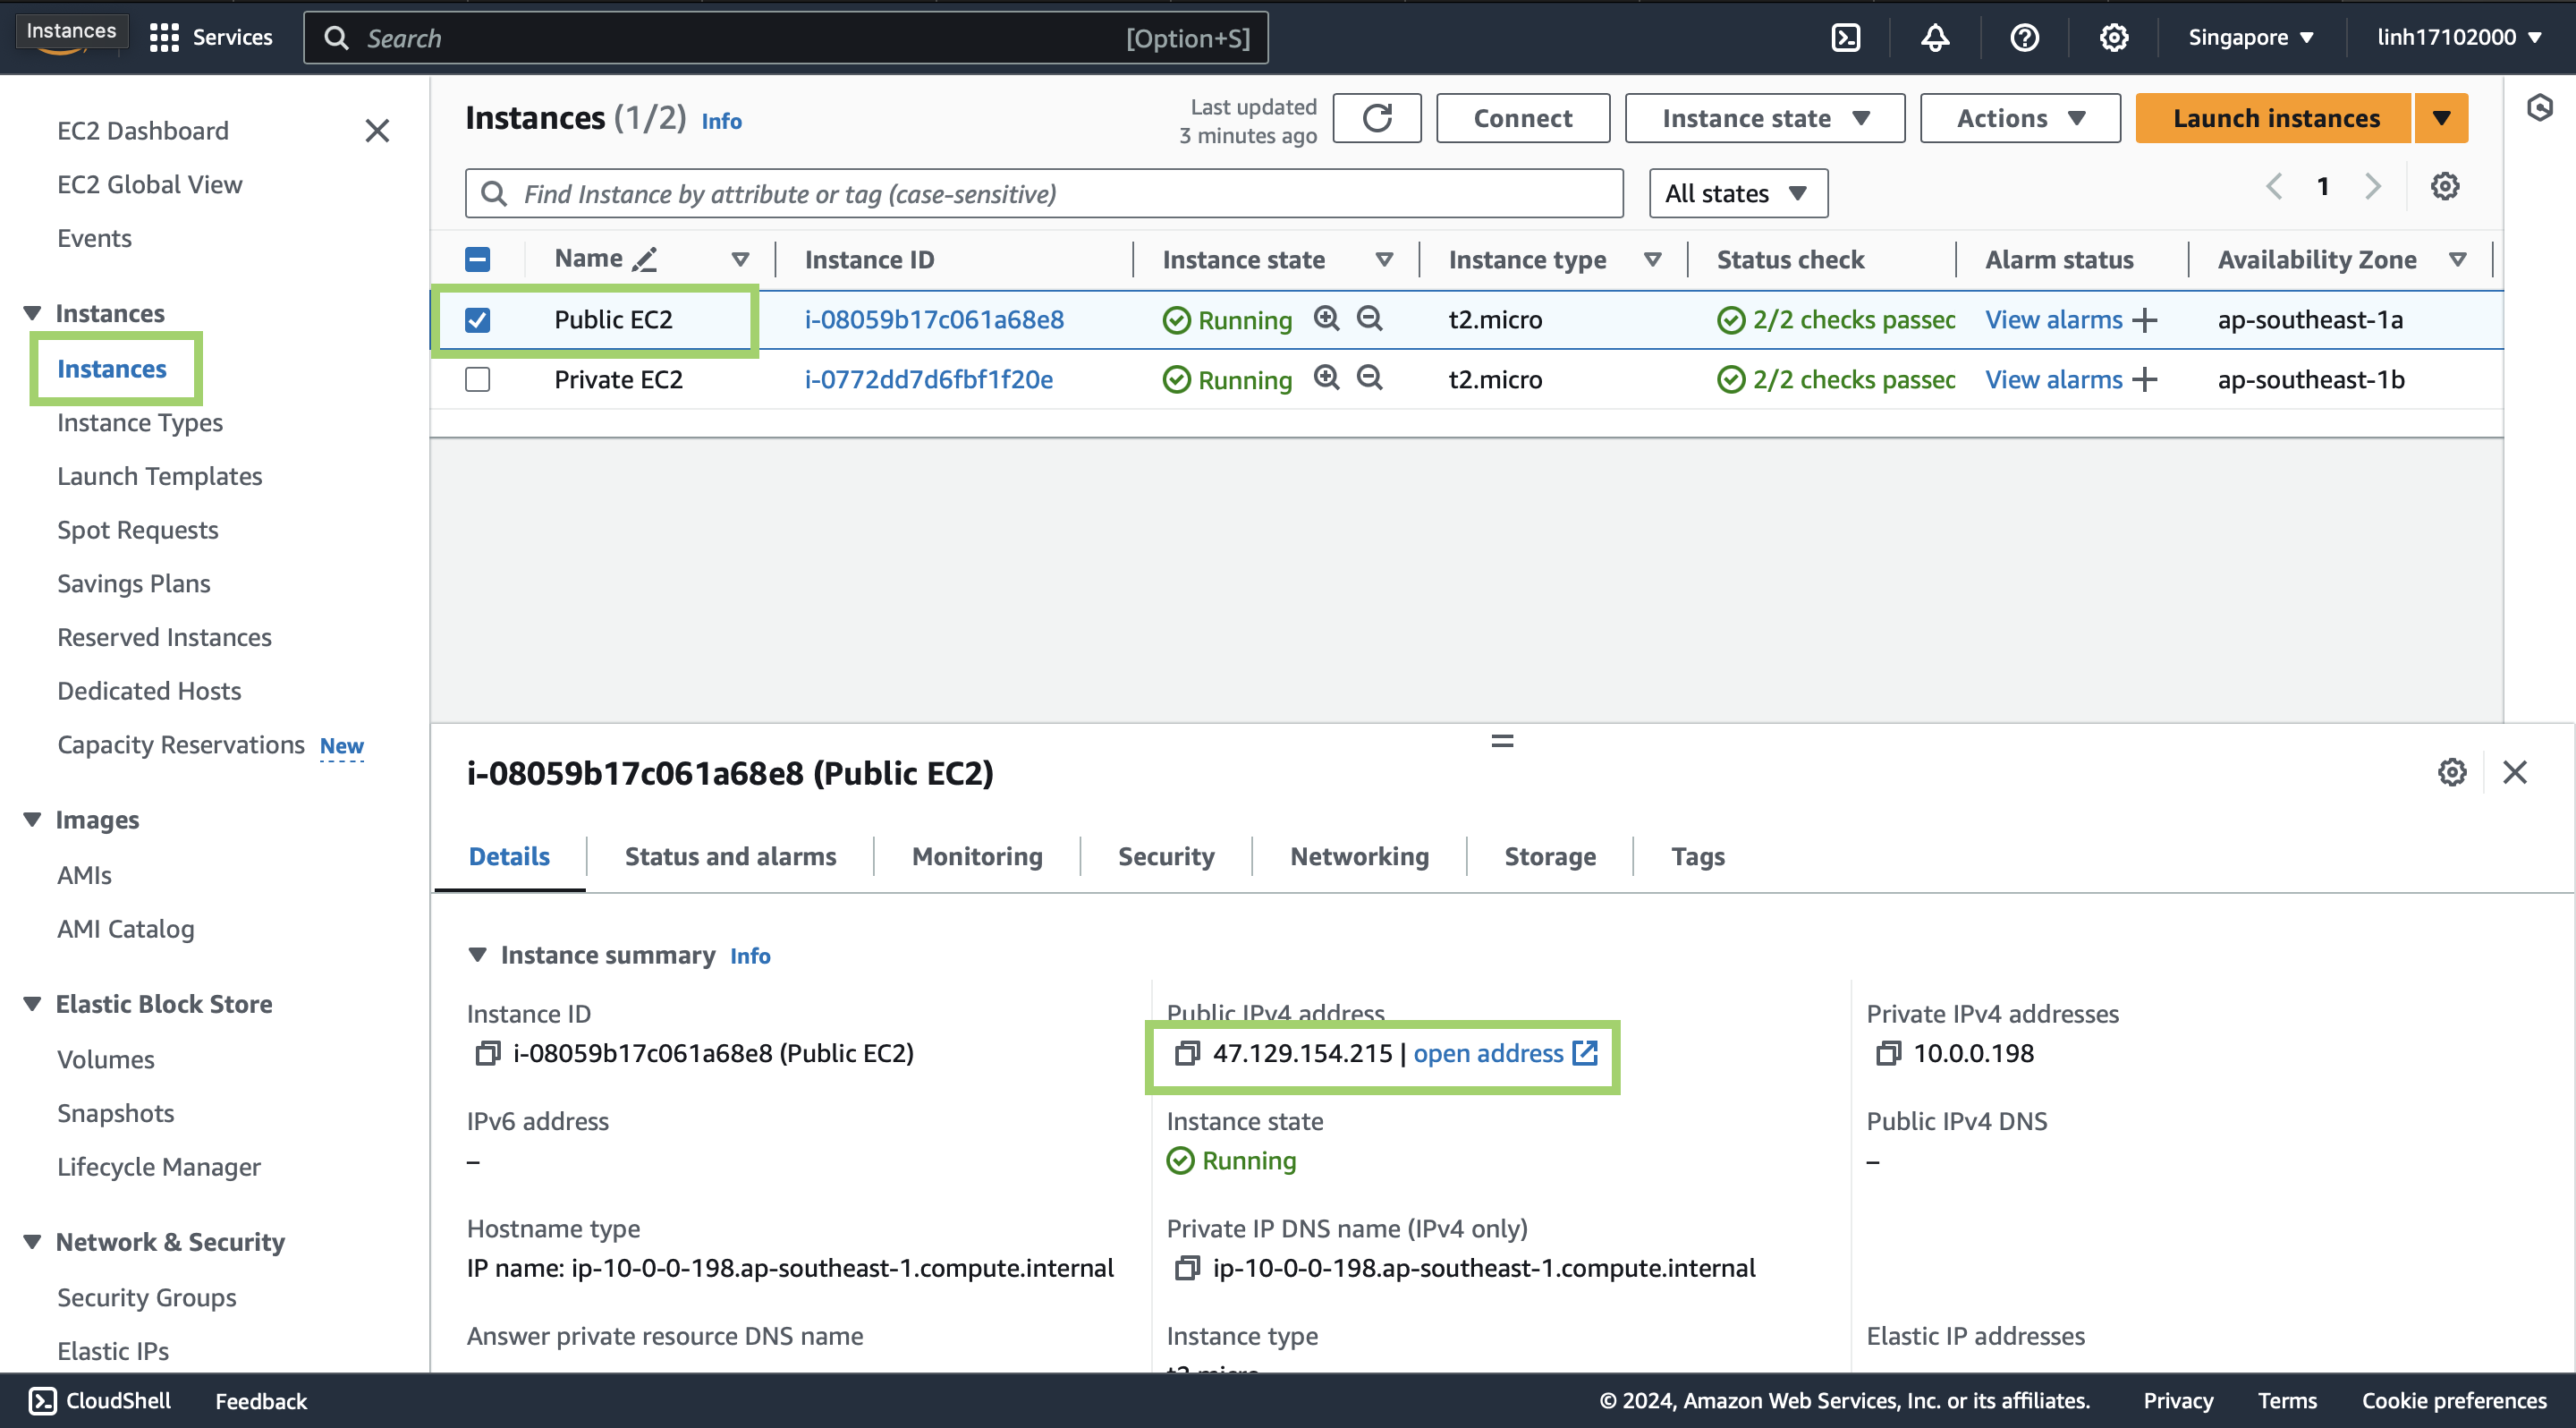 Instances
Services
Search
[Option+S]
Singapore
linh17102000
EC2 Dashboard
EC2 Global View
Events
Instances
Instances
Instance Types
Launch Templates
Spot Requests
Savings Plans
Reserved Instances
Dedicated Hosts
Capacity Reservations New
Images
AMIs
AMI Catalog
Elastic Block Store
Volumes
Snapshots
Lifecycle Manager
Network & Security
Security Groups
Elastic IPs
Instances (1/2) Info
Last updated
3 minutes ago
Connect
Instance state
Actions
Launch instances
Find Instance by attribute or tag (case-sensitive)
All states
1
Name Instance ID Instance state Instance type Status check Alarm status Availability Zone
Public EC2 i-08059b17c061a68e8 Running t2.micro 2/2 checks passec View alarms + ap-southeast-1a
Private EC2 i-0772dd7d6fbf1f20e Running t2.micro 2/2 checks passec View alarms + ap-southeast-1b
i-08059b17c061a68e8 (Public EC2)
Details Status and alarms Monitoring Security Networking Storage Tags
Instance summary Info
Instance ID
i-08059b17c061a68e8 (Public EC2)
Public IPv4 address
47.129.154.215 | open address
Private IPv4 addresses
10.0.0.198
IPv6 address
–
Instance state
Running
Public IPv4 DNS
–
Hostname type
IP name: ip-10-0-0-198.ap-southeast-1.compute.internal
Private IP DNS name (IPv4 only)
ip-10-0-0-198.ap-southeast-1.compute.internal
Answer private resource DNS name
Instance type
t2.micro
Elastic IP addresses
CloudShell
Feedback
© 2024, Amazon Web Services, Inc. or its affiliates.
Privacy
Terms
Cookie preferences